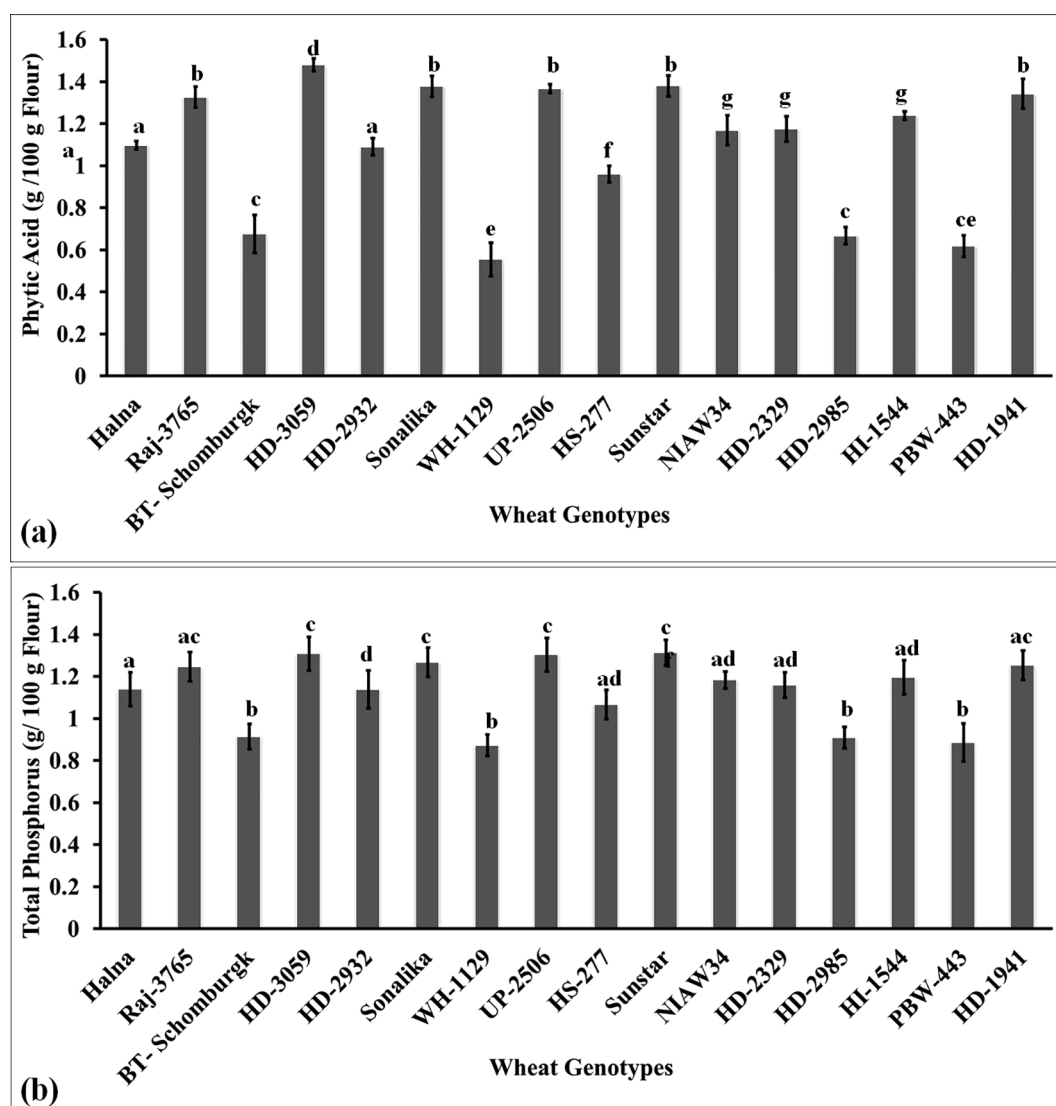 1.6
1.4
1.2
1
0.8
0.6
0.4
0.2
0
Phytic Acid (g /100 g Flour)
a
a
b
c
d
a
b
e
b
f
b
g
g
c
g
ce
b
Halna
Raj-3765
BT- Schomburgk
HD-3059
HD-2932
Sonalika
WH-1129
UP-2506
HS-277
Sunstar
NIAW34
HD-2329
HD-2985
HI-1544
PBW-443
HD-1941
Wheat Genotypes
(a)
1.6
1.4
1.2
1
0.8
0.6
0.4
0.2
0
Total Phosphorus (g/ 100 g Flour)
a
ac
b
c
d
c
b
c
ad
c
ad
ad
b
ad
b
ac
Halna
Raj-3765
BT- Schomburgk
HD-3059
HD-2932
Sonalika
WH-1129
UP-2506
HS-277
Sunstar
NIAW34
HD-2329
HD-2985
HI-1544
PBW-443
HD-1941
Wheat Genotypes
(b)